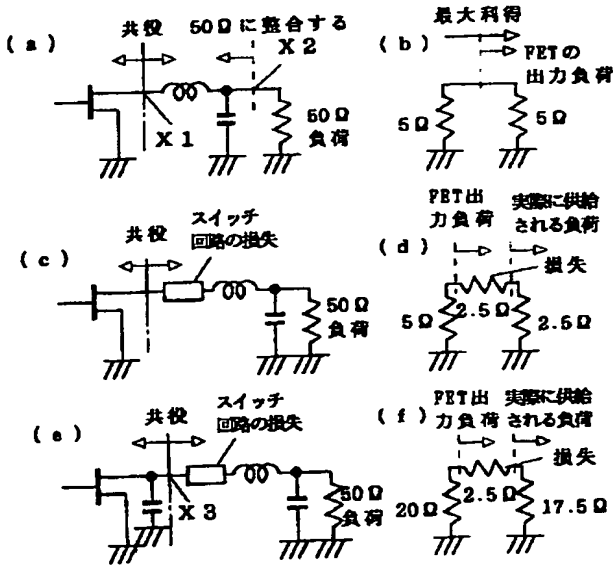 (a)
共役
50Ωに整合する
X2
X1
50Ω
負荷
(b)
最大利得
FETの
出力負荷
5Ω
5Ω
(c)
共役
スイッチ
回路の損失
50Ω
負荷
(d)
FET出
力負荷
実際に供給
される負荷
損失
5Ω
2.5Ω
2.5Ω
(e)
共役
スイッチ
回路の損失
X3
50Ω
負荷
(f)
FET出
力負荷
実際に供給
される負荷
損失
20Ω
2.5Ω
17.5Ω